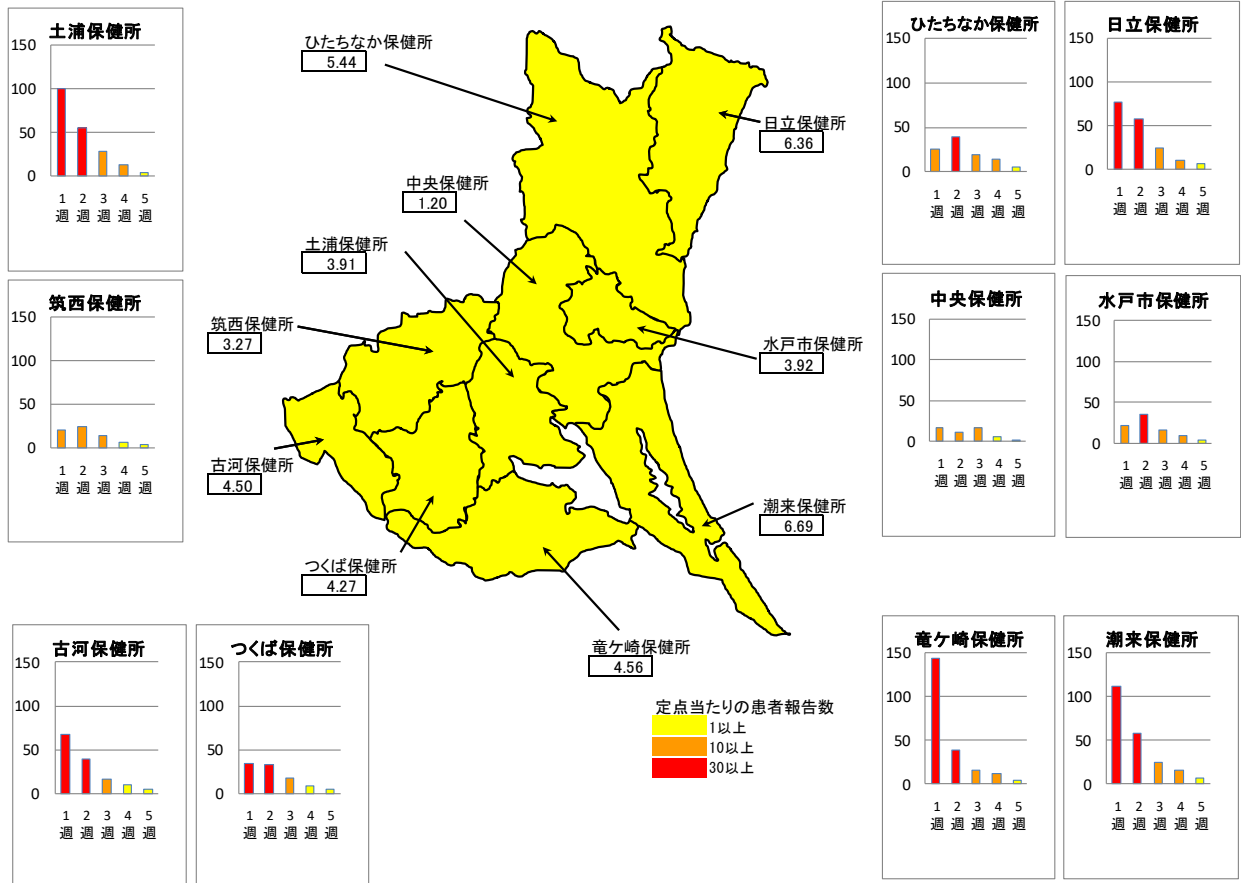 土浦保健所
150
100
50
0
1 2 3 4 5
週 週 週 週 週
筑西保健所
150
100
50
0
1 2 3 4 5
週 週 週 週 週
古河保健所
150
100
50
0
1 2 3 4 5
週 週 週 週 週
つくば保健所
1 2 3 4 5
週 週 週 週 週
ひたちなか保健所
5.44
日立保健所
6.36
中央保健所
1.20
土浦保健所
3.91
筑西保健所
3.27
水戸市保健所
3.92
古河保健所
4.50
潮来保健所
6.69
つくば保健所
4.27
竜ケ崎保健所
4.56
定点当たりの患者報告数
1以上
10以上
30以上
ひたちなか保健所
150
100
50
0
1 2 3 4 5
週 週 週 週 週
日立保健所
150
100
50
0
1 2 3 4 5
週 週 週 週 週
中央保健所
150
100
50
0
1 2 3 4 5
週 週 週 週 週
水戸市保健所
150
100
50
0
1 2 3 4 5
週 週 週 週 週
竜ケ崎保健所
150
100
50
0
1 2 3 4 5
週 週 週 週 週
潮来保健所
150
100
50
0
1 2 3 4 5
週 週 週 週 週